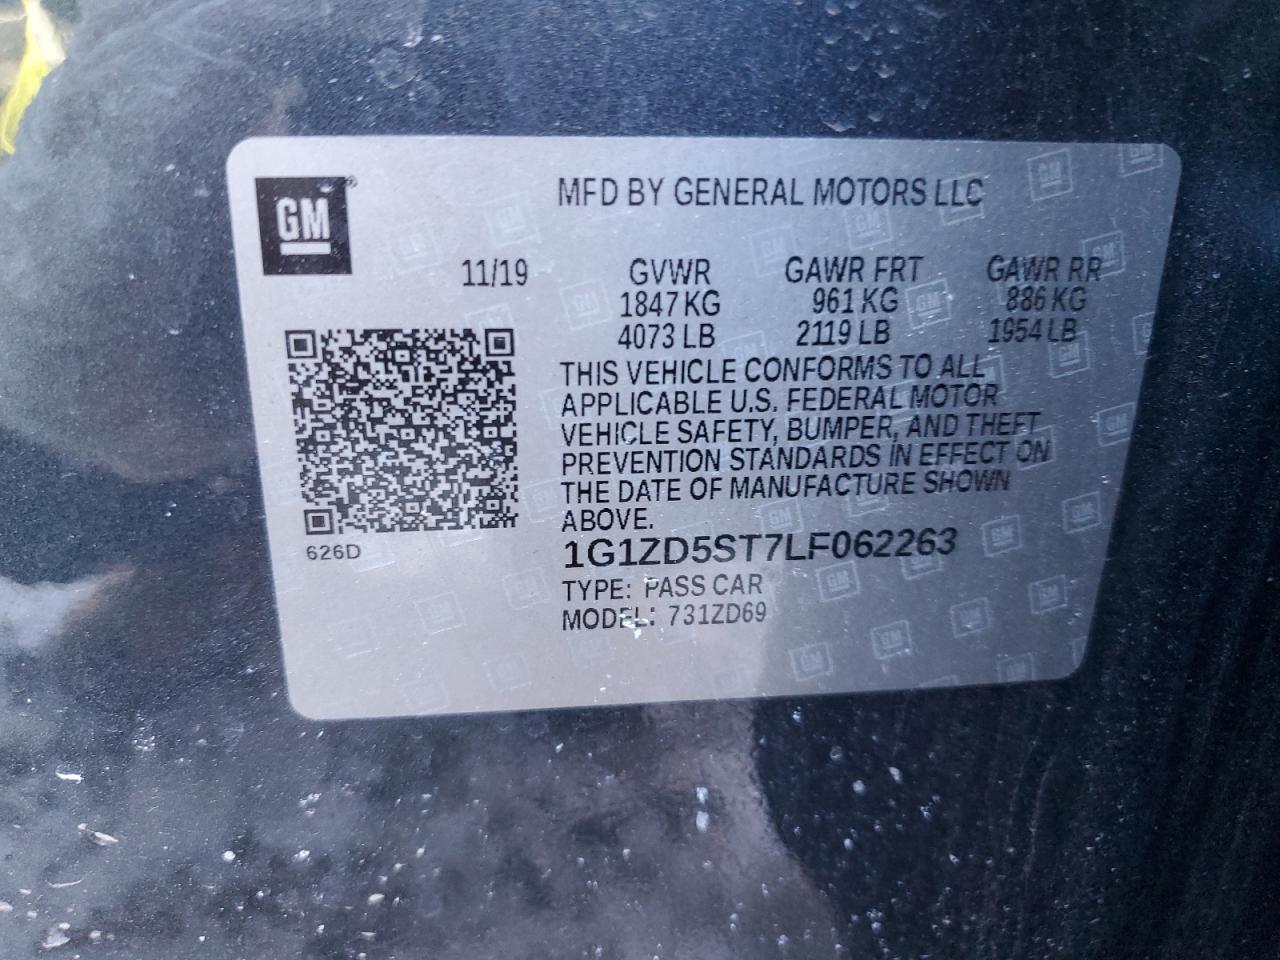 GM
MFD BY GENERAL MOTORS LLC
11/19 GVWR GAWR FRT GAWR RR
1847 KG 961 KG 886 KG
4073 LB 2119 LB 1954 LB
THIS VEHICLE CONFORMS TO ALL
APPLICABLE U.S. FEDERAL MOTOR
VEHICLE SAFETY, BUMPER, AND THEFT
PREVENTION STANDARDS IN EFFECT ON
THE DATE OF MANUFACTURE SHOWN
ABOVE.
626D
1G1ZD5ST7LF062263
TYPE: PASS CAR
MODEL: 731ZD69